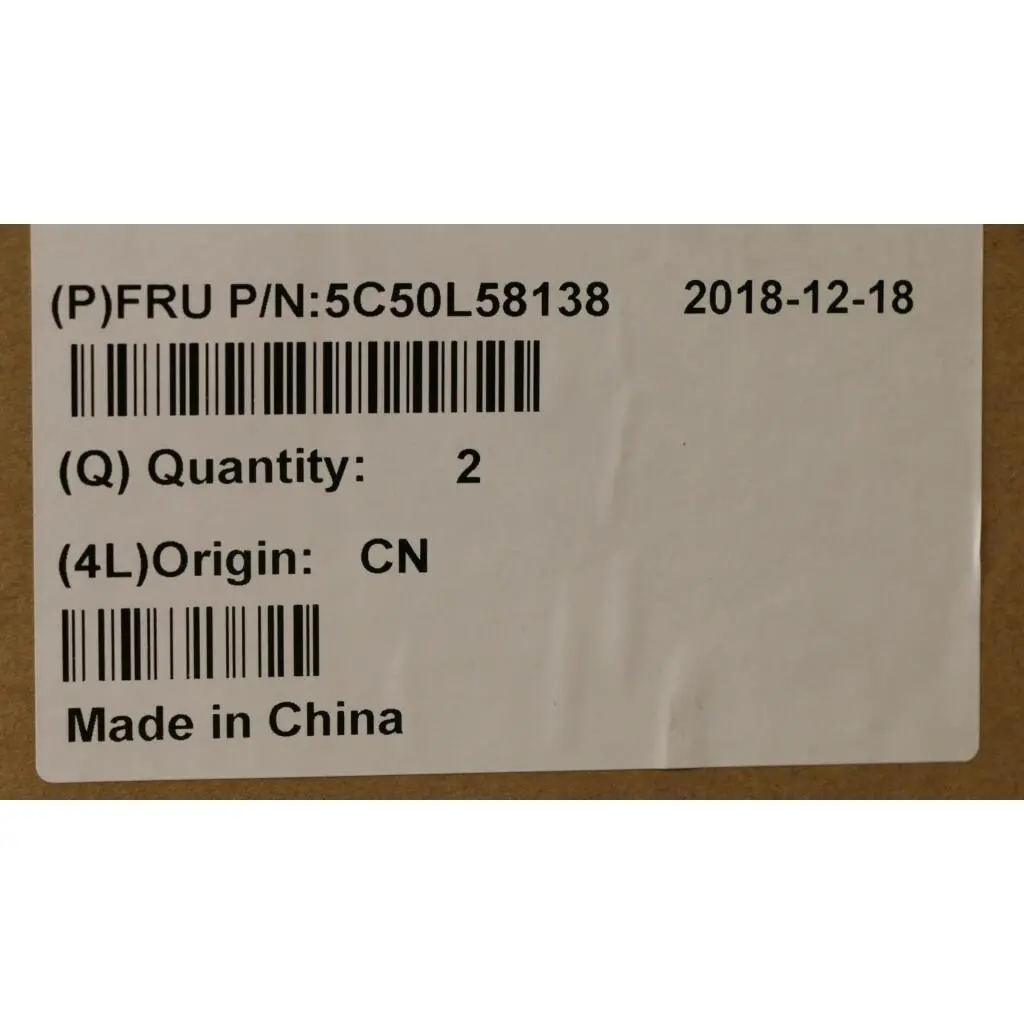 (P)FRU P/N:5C50L58138 2018-12-18
(Q) Quantity: 2
(4L)Origin: CN
Made in China